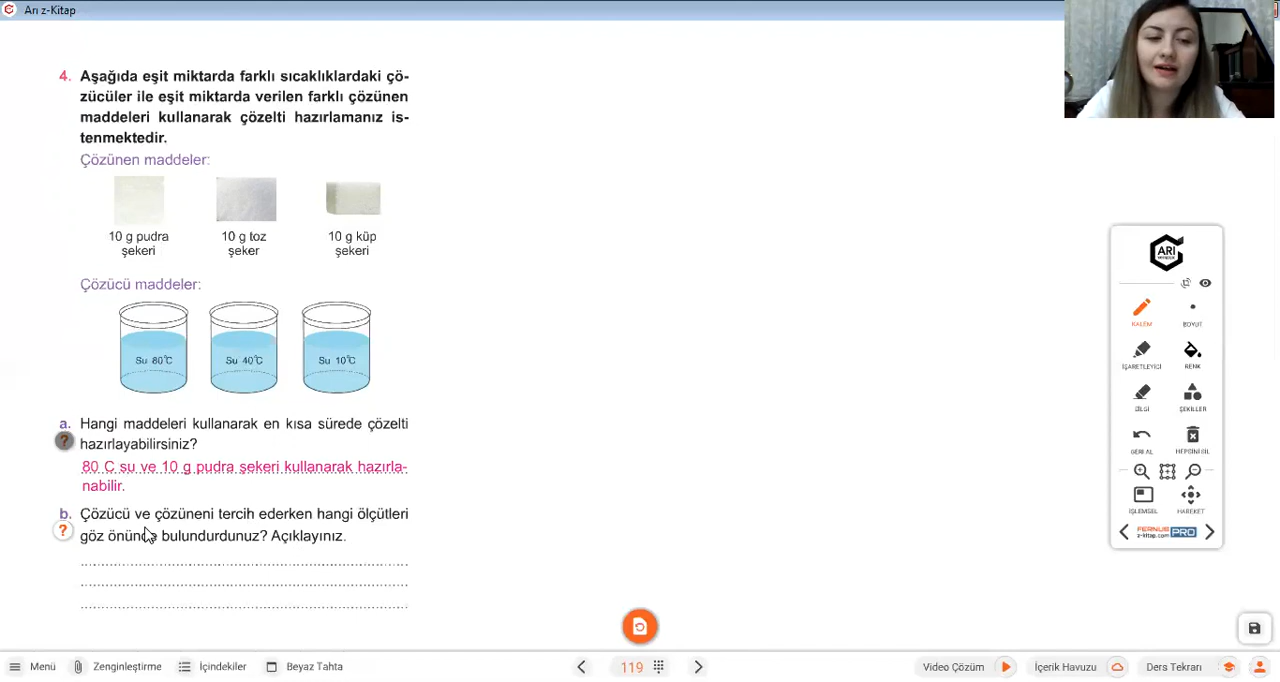 Arı z-Kitap
4. Aşağıda eşit miktarda farklı sıcaklıklardaki çö-
zücüler ile eşit miktarda verilen farklı çözünen
maddeleri kullanarak çözelti hazırlamanız is-
tenmektedir.
Çözünen maddeler:
10 g pudra
şekeri
10 g toz
şeker
10 g küp
şekeri
Çözücü maddeler:
Su 80°C
Su 40°C
Su 10°C
a. Hangi maddeleri kullanarak en kısa sürede çözelti
? hazırlayabilirsiniz?
80 C su ve 10 g pudra şekeri kullanarak hazırla-
nabilir.
b. Çözücü ve çözüneni tercih ederken hangi ölçütleri
? göz önünde bulundurdunuz? Açıklayınız.
ARI
KALEM
BOYUT
İŞARETLEYİCİ
RENK
SİLGİ
ŞEKİLLER
GERİ AL
HEPSİNİ SİL
İŞLEMSEL
HAREKET
FERNUS
z-kitap.com PRO
Menü
Zenginleştirme
İçindekiler
Beyaz Tahta
119
Video Çözüm
İçerik Havuzu
Ders Tekrarı